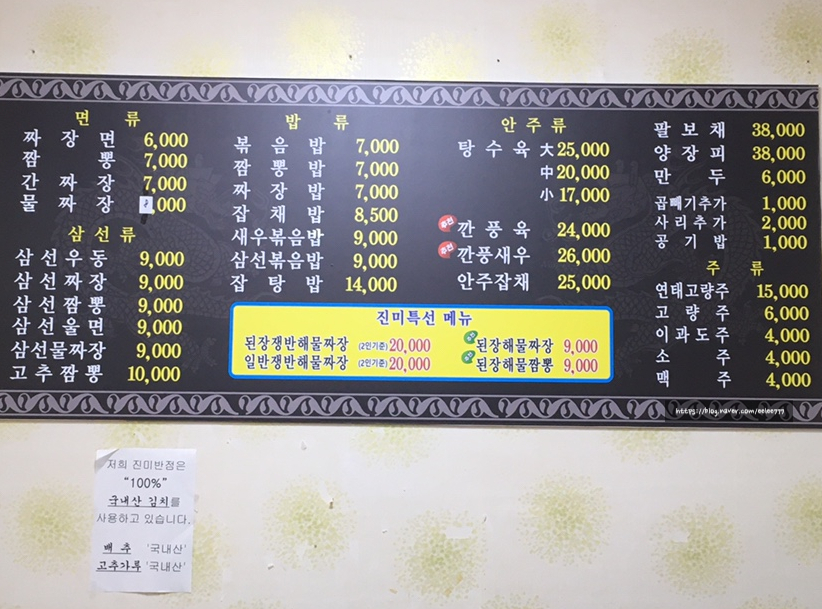 면 류
짜 장 면 6,000
짬 뽕 7,000
간 짜 장 7,000
물 짜 장 8,000
삼 선 류
삼 선 우 동 9,000
삼 선 짜 장 9,000
삼 선 짬 뽕 9,000
삼 선 울 면 9,000
삼선물짜장 9,000
고 추 짬 뽕 10,000
밥 류
볶 음 밥 7,000
짬 뽕 밥 7,000
짜 장 밥 7,000
잡 채 밥 8,500
새우볶음밥 9,000
삼선볶음밥 9,000
잡 탕 밥 14,000
안 주 류
탕 수 육 大 25,000
中 20,000
小 17,000
추천 깐 풍 육 24,000
추천 깐풍새우 26,000
안주잡채 25,000
진미특선 메뉴
된장쟁반해물짜장 (2인기준) 20,000
일반쟁반해물짜장 (2인기준) 20,000
된장해물짜장 9,000
된장해물짬뽕 9,000
팔 보 채 38,000
양 장 피 38,000
만 두 6,000
곱빼기추가 1,000
사 리 추 가 2,000
공 기 밥 1,000
주 류
연태고량주 15,000
고 량 주 6,000
이 과 도 주 4,000
소 주 4,000
맥 주 4,000
https://blog.naver.com/eelee777
저희 진미반점은
"100%"
국내산 김치를
사용하고 있습니다.
배 추 '국내산'
고추가루 '국내산'